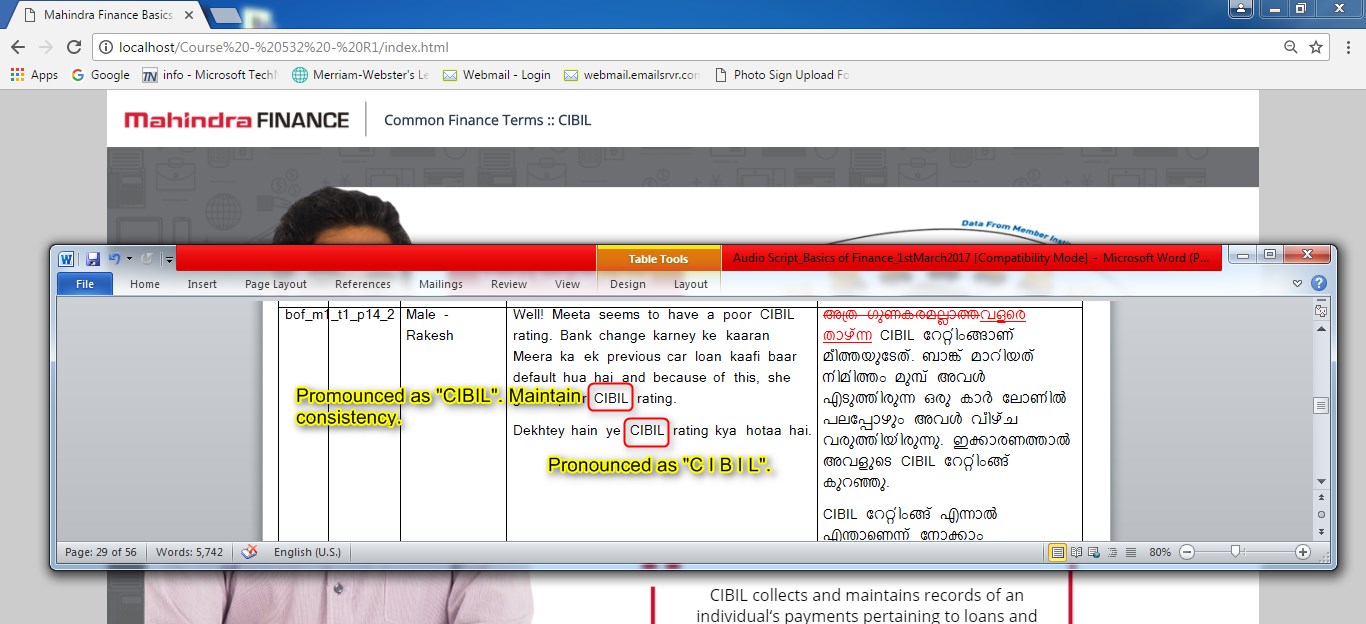 Mahindra Finance Basics
localhost/Course%20-%20532%20-%20R1/index.html
Apps Google info - Microsoft Tech Merriam-Webster's Le Webmail - Login webmail.emailsrvr.con Photo Sign Upload Fo
Mahindra FINANCE Common Finance Terms :: CIBIL
Data From Member
Table Tools Audio Script_Basics of Finance_1stMarch2017 [Compatibility Mode] - Microsoft Word (P...
File Home Insert Page Layout References Mailings Review View Design Layout
bof_m1_t1_p14_2
Male -
Rakesh
Well! Meeta seems to have a poor CIBIL
rating. Bank change karney ke kaaran
Meera ka ek previous car loan kaafi baar
default hua hai and because of this, she
CIBIL rating.
Dekhtey hain ye CIBIL rating kya hotaa hai.
Promounced as "CIBIL". Maintain
consistency.
Pronounced as "C I B I L".
അത്ര ഗുണകരമല്ലാത്തവളരെ
താഴ്ന്ന CIBIL റേറ്റിംങ്ങാണ്
മീത്തയുടേത്. ബാങ്ക് മാറിയത്
നിമിത്തം മുമ്പ് അവൾ
എടുത്തിരുന്ന ഒരു കാർ ലോണിൽ
പലപ്പോഴും അവൾ വീഴ്ച
വരുത്തിയിരുന്നു. ഇക്കാരണത്താൽ
അവളുടെ CIBIL റേറ്റിംങ്ങ്
കുറഞ്ഞു.
CIBIL റേറ്റിംങ്ങ് എന്നാൽ
എന്താണെന്ന് നോക്കാം
Page: 29 of 56 Words: 5,742 English (U.S.) 80%
CIBIL collects and maintains records of an
individual's payments pertaining to loans and